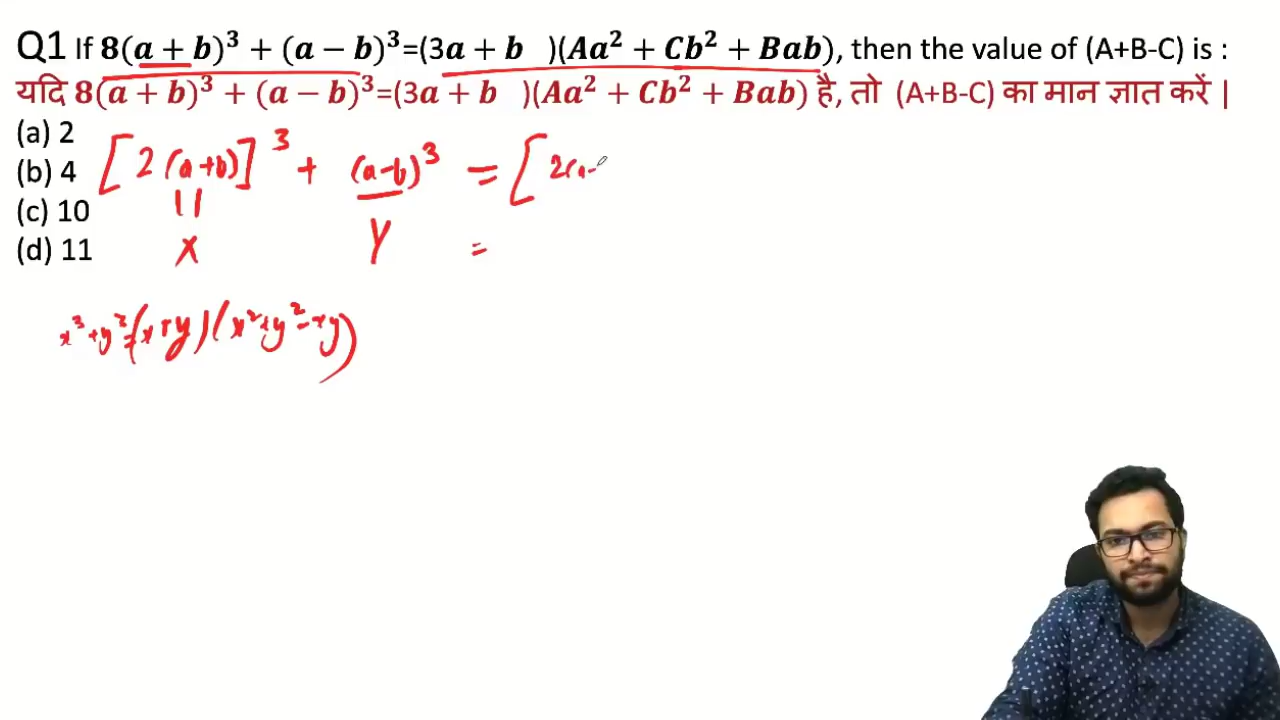 Q1 If 8(a + b)³ + (a − b)³=(3a + b )(Aa² + Cb² + Bab), then the value of (A+B-C) is :
यदि 8(a + b)³ + (a − b)³=(3a + b )(Aa² + Cb² + Bab) है, तो (A+B-C) का मान ज्ञात करें |
(a) 2
(b) 4
(c) 10
(d) 11
[2(a+b)]³ + (a-b)³ = [2(a-
x y =
x³+y³=(x+y)(x²+y²-xy)